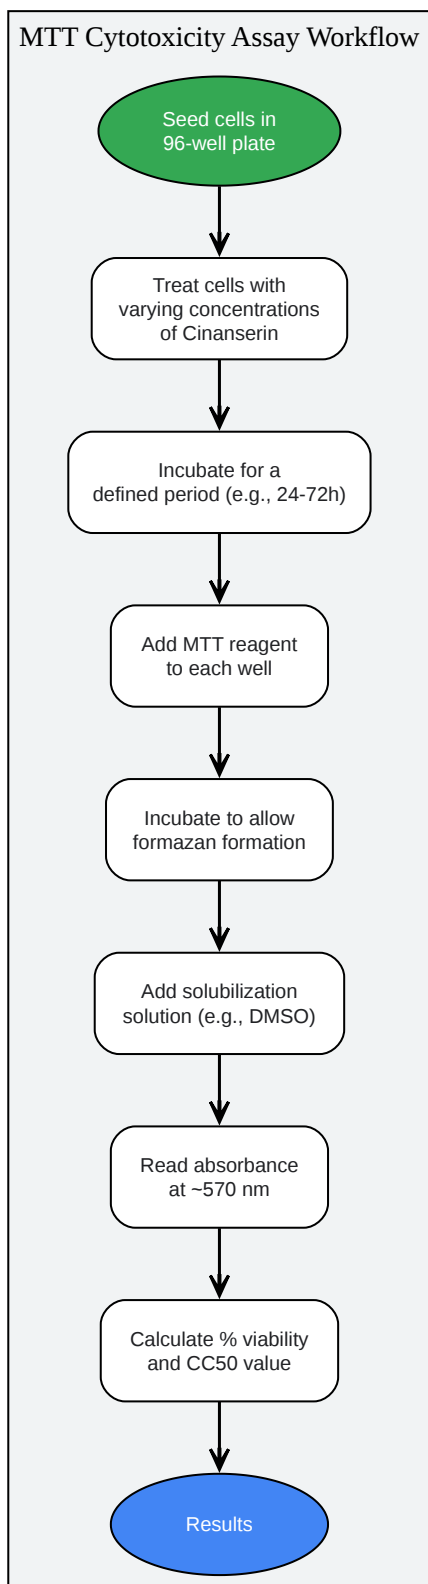 MTT Cytotoxicity Assay Workflow
Seed cells in
96-well plate
Treat cells with
varying concentrations
of Cinanserin
Incubate for a
defined period (e.g., 24-72h)
Add MTT reagent
to each well
Incubate to allow
formazan formation
Add solubilization
solution (e.g., DMSO)
Read absorbance
at ~570 nm
Calculate % viability
and CC50 value
Results